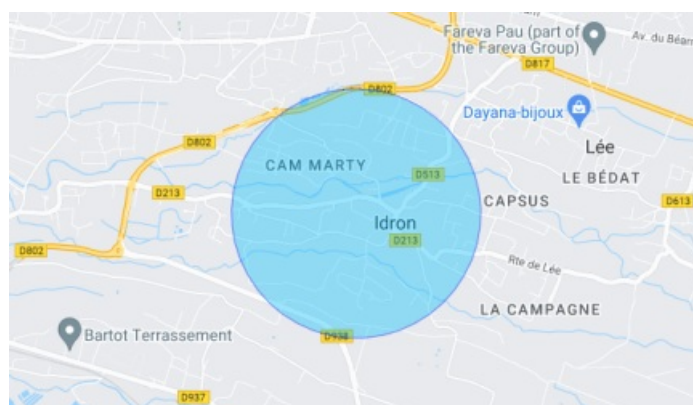 Fareva Pau (part of
the Fareva Group)
Av. du Béarn
D817
D802
Dayana-bijoux
D802
Lée
CAM MARTY
D513
LE BÉDAT
D213
CAPSUS
D613
Idron
D213
D802
Rte de Lée
LA CAMPAGNE
Bartot Terrassement
D938
D937